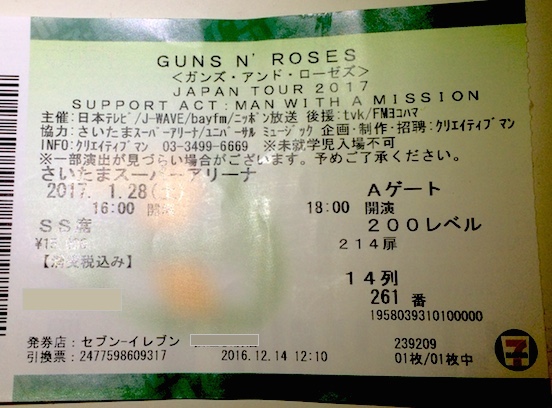 GUNS N' ROSES
<ガンズ・アンド・ローゼズ>
JAPAN TOUR 2017
SUPPORT ACT:MAN WITH A MISSION
主催:日本テレビ/J-WAVE/bayfm/ニッポン放送 後援:tvk/FMヨコハマ
協力:さいたまスーパーアリーナ/ユニバーサル ミュージック 企画・制作・招聘:クリエイティブマン
INFO:クリエイティブマン 03-3499-6669 ※未就学児入場不可
※一部演出が見づらい場合がございます。予めご了承ください。
さいたまスーパーアリーナ
2017. 1.28( Aゲート
16:00 開場 18:00 開演 200レベル
SS席 214扉
【消費税込み】
14列
261 番
1958039310100000
発券店:セブン-イレブン 239209
引換票:2477598609317 2016.12.14 12:10 01枚/01枚中
7